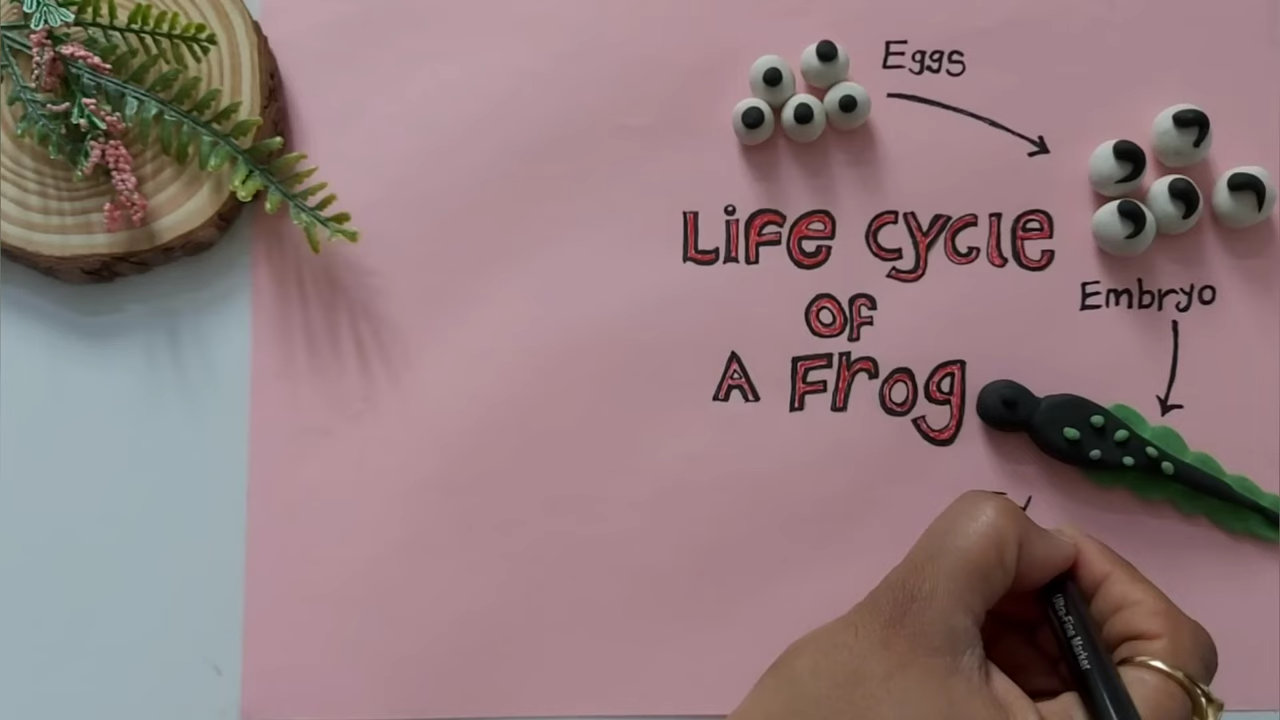 Eggs
Life cycle
of
A Frog
Embryo
Ultra-Fine Marker